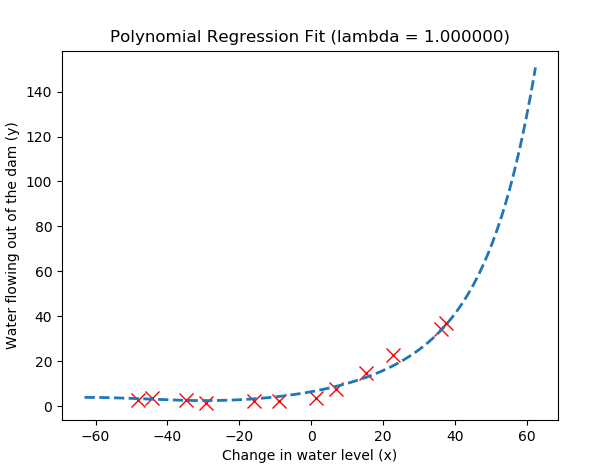 Polynomial Regression Fit (lambda = 1.000000)
Water flowing out of the dam (y)
140
120
100
80
60
40
20
0
−60 −40 −20 0 20 40 60
Change in water level (x)